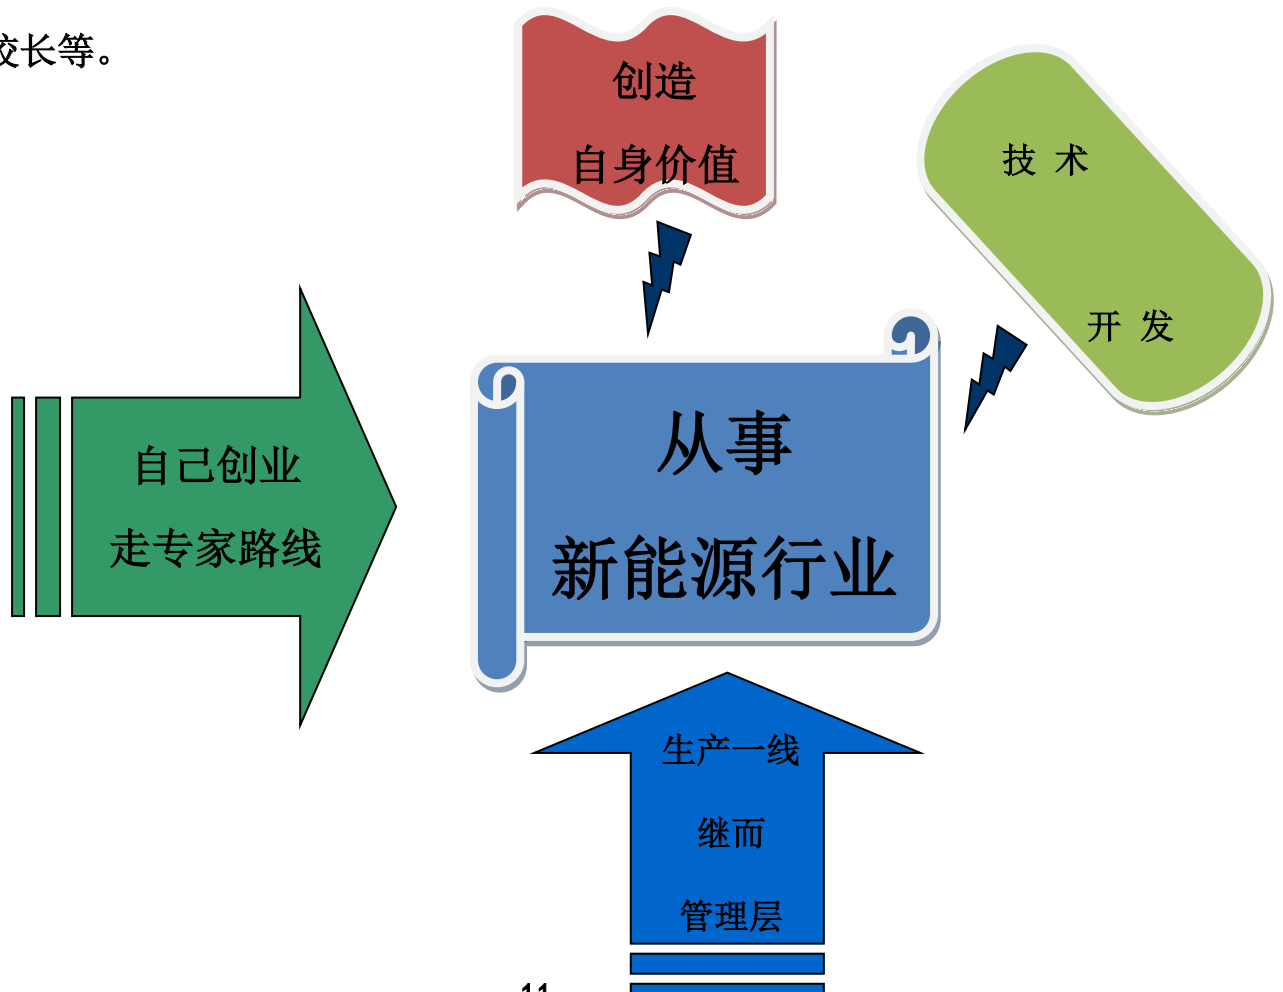 较长等。
创造
自身价值
技 术
开 发
从事
新能源行业
自己创业
走专家路线
生产一线
继而
管理层
11